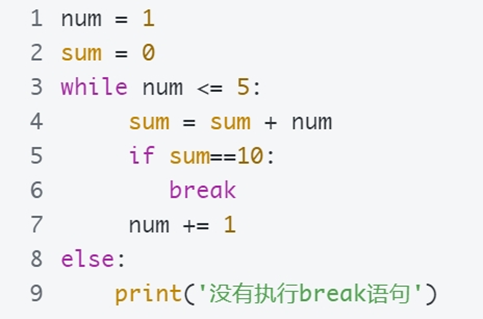 1 num = 1
2 sum = 0
3 while num <= 5:
4      sum = sum + num
5      if sum==10:
6         break
7      num += 1
8 else:
9     print('没有执行break语句')